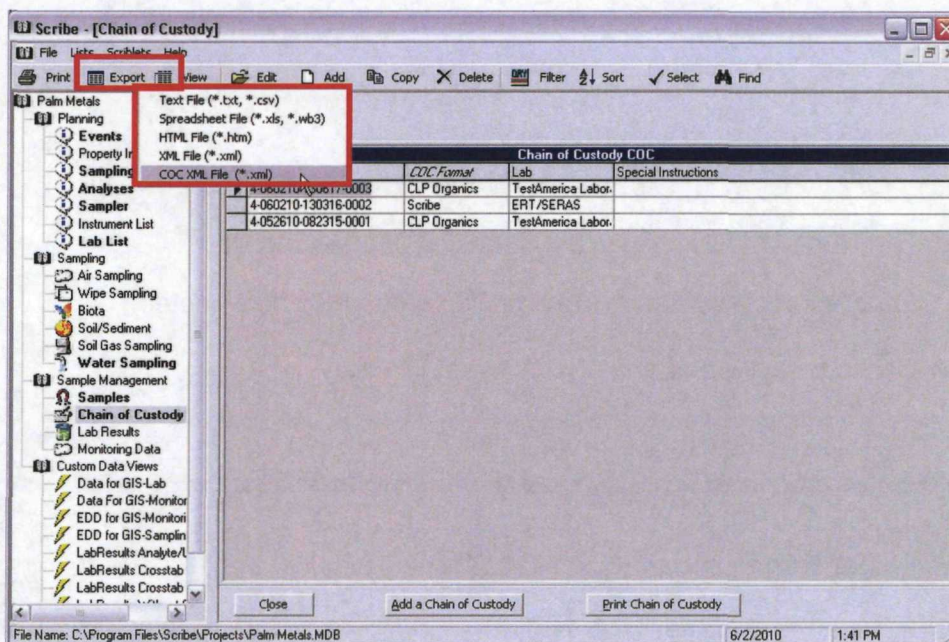 Scribe - [Chain of Custody]
File Lists Scriblets Help
Print Export View Edit Add Copy Delete QRY Filter Sort Select Find
Palm Metals
Planning
Events
Sampling
Analyses
Sampler
Instrument List
Lab List
Sampling
Air Sampling
Wipe Sampling
Biota
Soil/Sediment
Soil Gas Sampling
Water Sampling
Sample Management
Samples
Chain of Custody
Lab Results
Monitoring Data
Custom Data Views
Data for GIS-Lab
Data For GIS-Monitor
EDD for GIS-Monitori
EDD for GIS-Samplin
LabResults Analyte/L
LabResults Crosstab
LabResults Crosstab
Text File (*.txt, *.csv)
Spreadsheet File (*.xls, *.wb3)
HTML File (*.htm)
XML File (*.xml)
COC XML File (*.xml)
Chain of Custody COC
COC Format Lab Special Instructions
CLP Organics TestAmerica Labor.
4-060210-130316-0002 Scribe ERT/SERAS
4-052610-082315-0001 CLP Organics TestAmerica Labor.
Close Add a Chain of Custody Print Chain of Custody
File Name: C:\Program Files\Scribe\Projects\Palm Metals.MDB 6/2/2010 1:41 PM